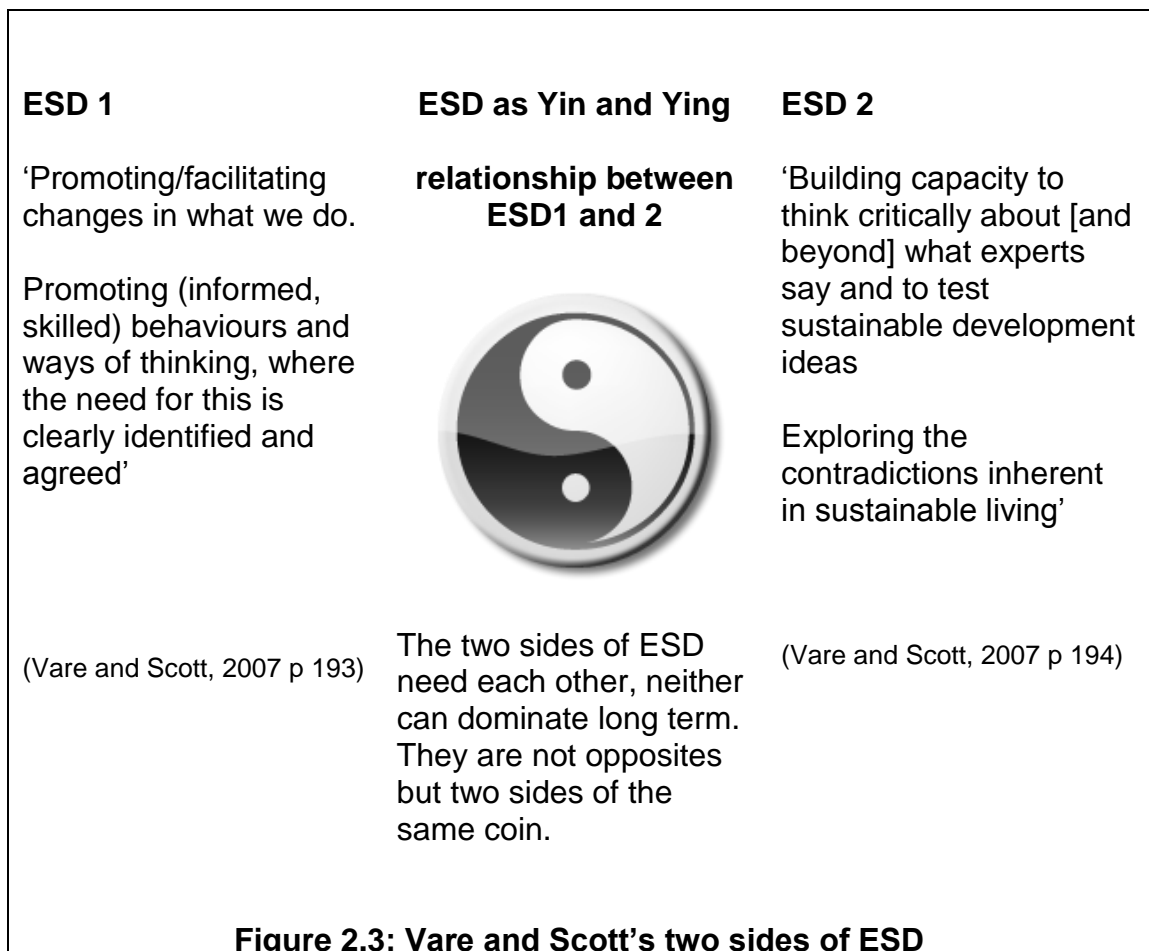 ESD 1
‘Promoting/facilitating
changes in what we do.
Promoting (informed,
skilled) behaviours and
ways of thinking, where
the need for this is
clearly identified and
agreed’
(Vare and Scott, 2007 p 193)
ESD as Yin and Ying
relationship between
ESD1 and 2
The two sides of ESD
need each other, neither
can dominate long term.
They are not opposites
but two sides of the
same coin.
ESD 2
‘Building capacity to
think critically about [and
beyond] what experts
say and to test
sustainable development
ideas
Exploring the
contradictions inherent
in sustainable living’
(Vare and Scott, 2007 p 194)
Figure 2.3: Vare and Scott’s two sides of ESD